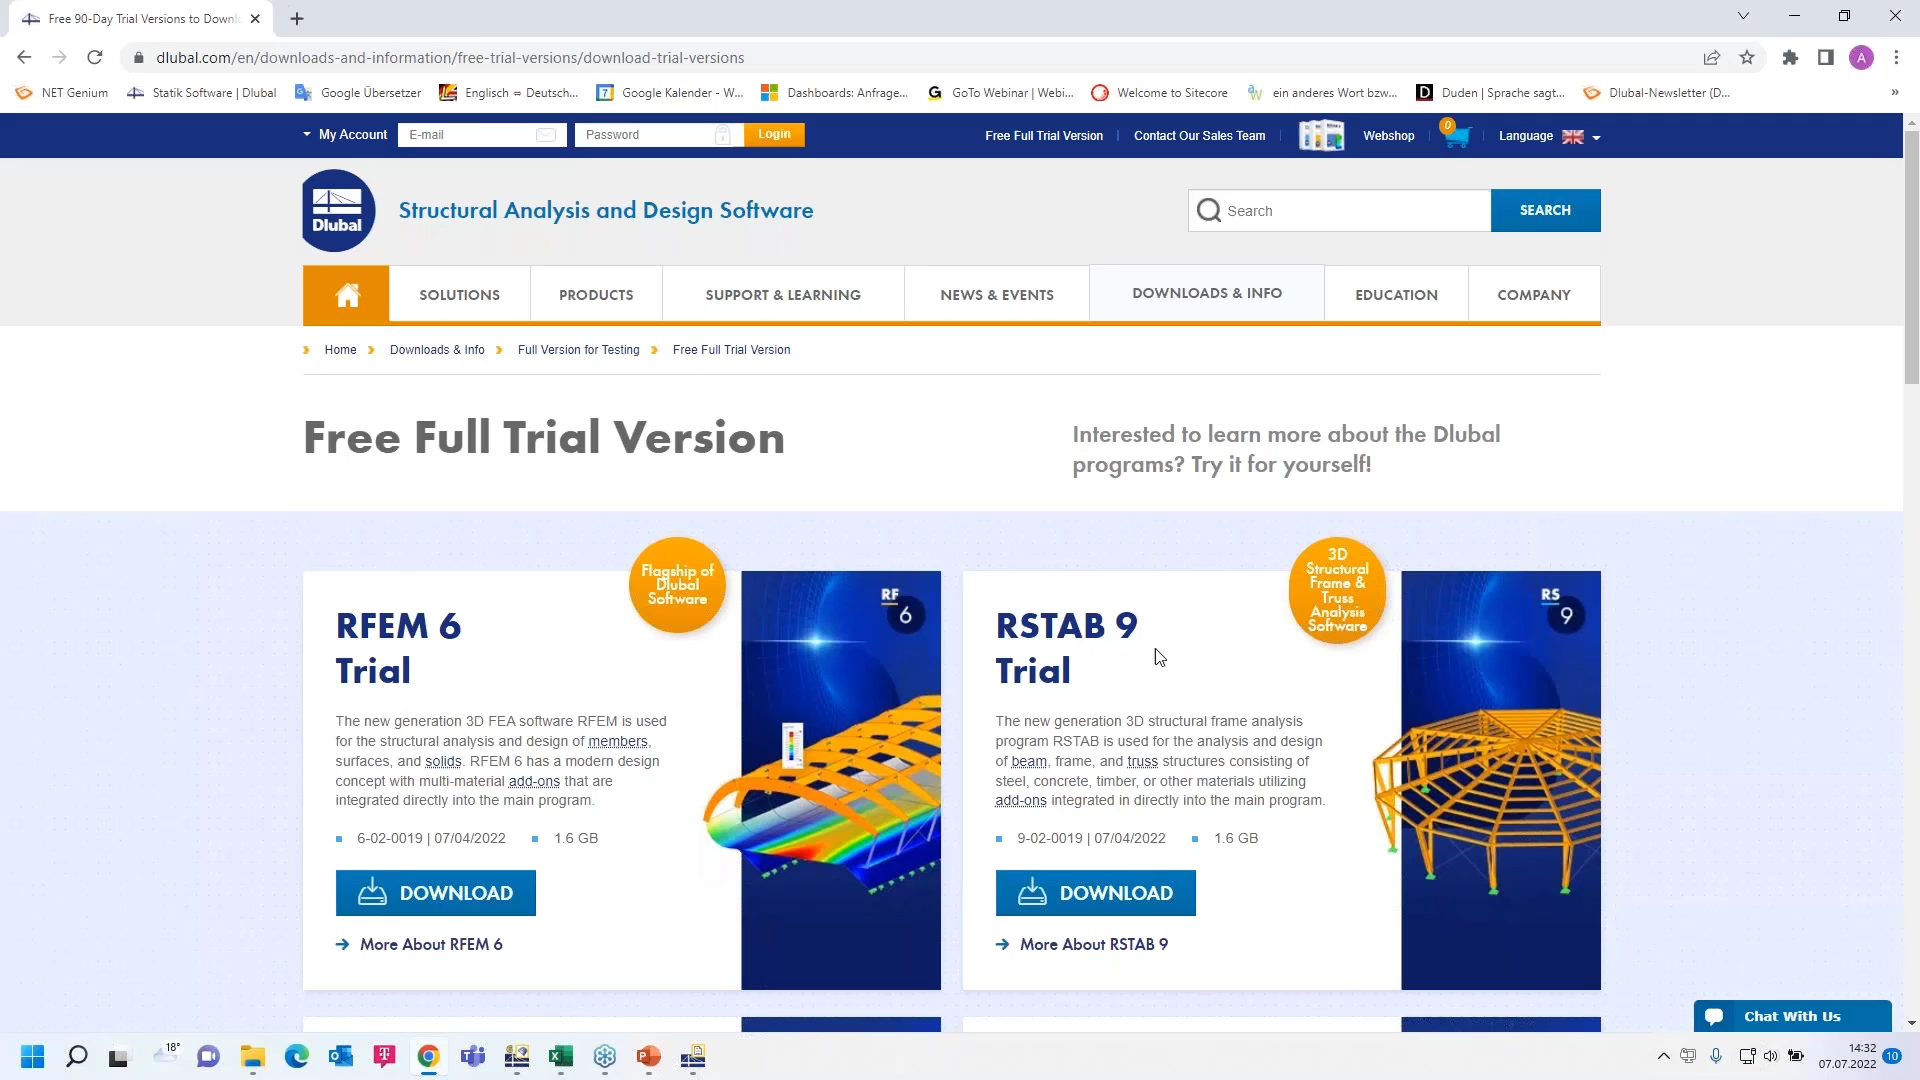 Free 90-Day Trial Versions to Downl
dlubal.com/en/downloads-and-information/free-trial-versions/download-trial-versions
A
NET Genium
Statik Software | Dlubal
Google Übersetzer
Englisch ⇔ Deutsch...
7
Google Kalender - W...
Dashboards: Anfrage...
G
GoTo Webinar | Webi...
Welcome to Sitecore
ein anderes Wort bzw...
D
Duden | Sprache sagt...
Dlubal-Newsletter (D...
»
My Account
E-mail
Password
Login
Free Full Trial Version
Contact Our Sales Team
Webshop
0
Language
Dlubal
Structural Analysis and Design Software
Search
SEARCH
SOLUTIONS
PRODUCTS
SUPPORT & LEARNING
NEWS & EVENTS
DOWNLOADS & INFO
EDUCATION
COMPANY
Home
Downloads & Info
Full Version for Testing
Free Full Trial Version
Free Full Trial Version
Interested to learn more about the Dlubal
programs? Try it for yourself!
Flagship of
Dlubal
Software
RF
6
RFEM 6
Trial
The new generation 3D FEA software RFEM is used
for the structural analysis and design of members,
surfaces, and solids. RFEM 6 has a modern design
concept with multi-material add-ons that are
integrated directly into the main program.
6-02-0019 | 07/04/2022
1.6 GB
DOWNLOAD
More About RFEM 6
3D
Structural
Frame &
Truss
Analysis
Software
RS
9
RSTAB 9
Trial
The new generation 3D structural frame analysis
program RSTAB is used for the analysis and design
of beam, frame, and truss structures consisting of
steel, concrete, timber, or other materials utilizing
add-ons integrated in directly into the main program.
9-02-0019 | 07/04/2022
1.6 GB
DOWNLOAD
More About RSTAB 9
Chat With Us
18°
14:32
07.07.2022
10